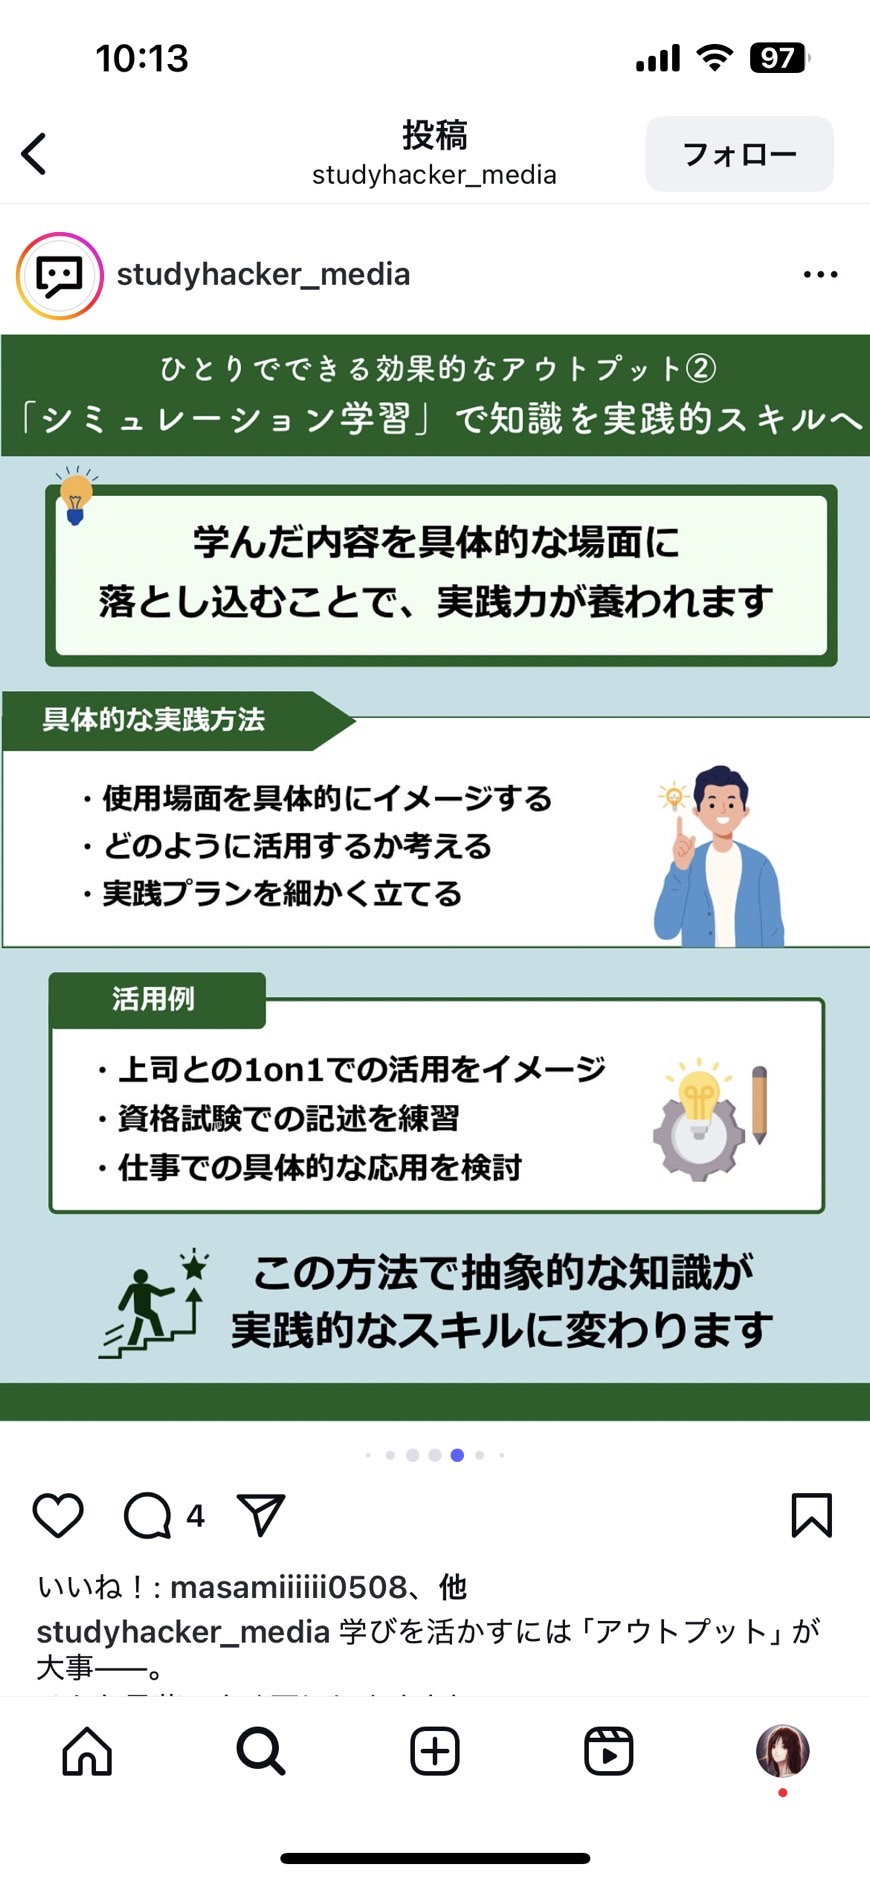 10:13
97
投稿
studyhacker_media
フォロー
studyhacker_media
ひとりでできる効果的なアウトプット②
「シミュレーション学習」で知識を実践的スキルへ
学んだ内容を具体的な場面に
落とし込むことで、実践力が養われます
具体的な実践方法
・使用場面を具体的にイメージする
・どのように活用するか考える
・実践プランを細かく立てる
活用例
・上司との1on1での活用をイメージ
・資格試験での記述を練習
・仕事での具体的な応用を検討
この方法で抽象的な知識が
実践的なスキルに変わります
4
いいね！: masamiiiiiii0508、他
studyhacker_media 学びを活かすには「アウトプット」が
大事——。